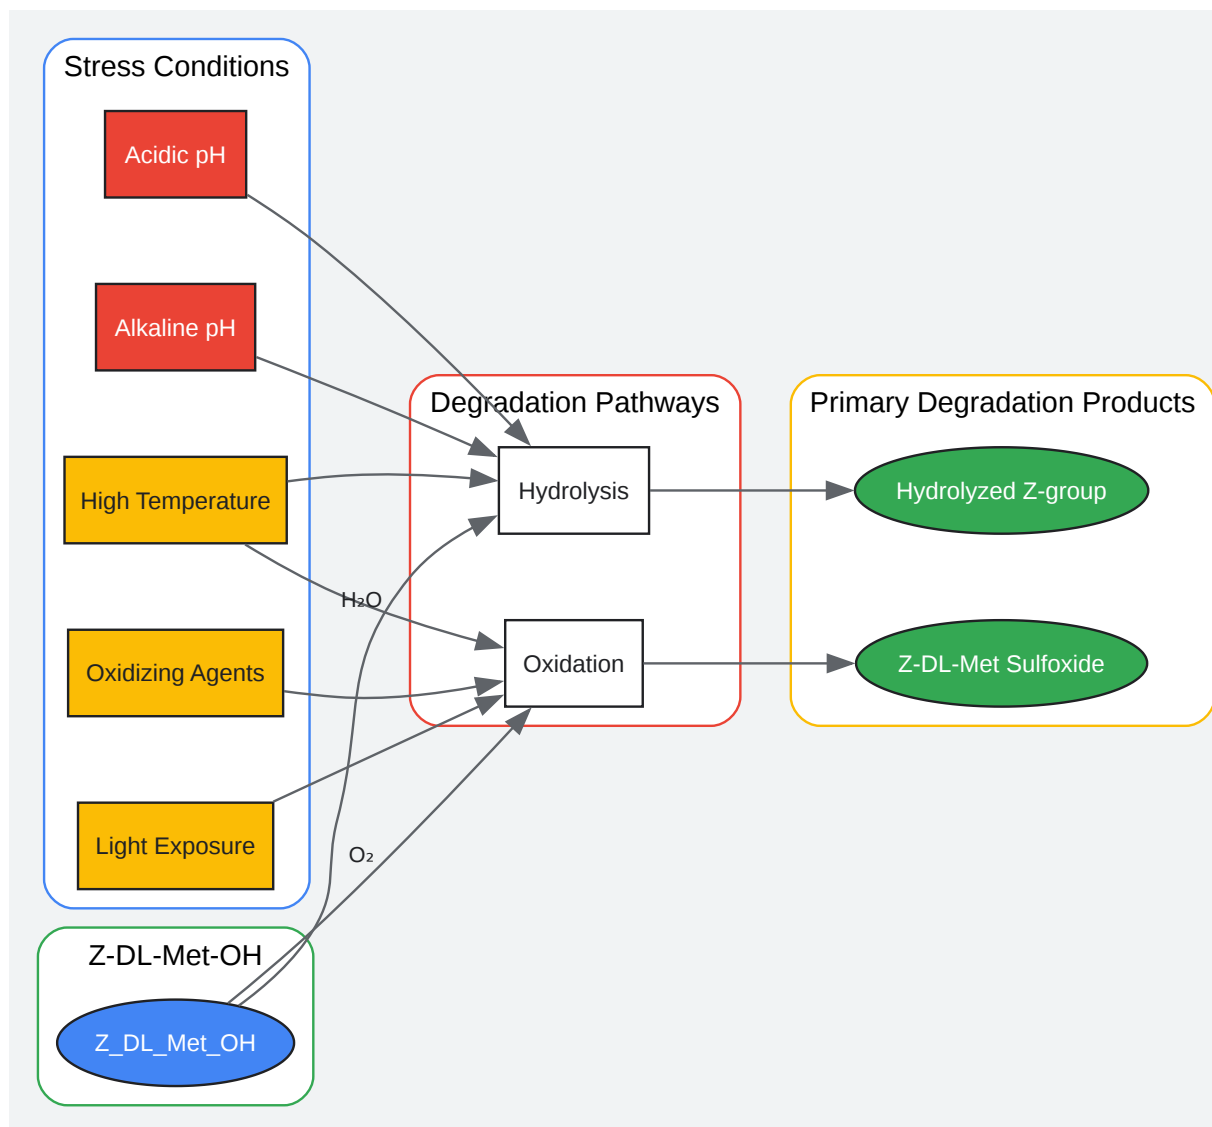 Stress Conditions
Acidic pH
Alkaline pH
High Temperature
Oxidizing Agents
Light Exposure
Z-DL-Met-OH
Z_DL_Met_OH
H₂O
O₂
Degradation Pathways
Hydrolysis
Oxidation
Primary Degradation Products
Hydrolyzed Z-group
Z-DL-Met Sulfoxide